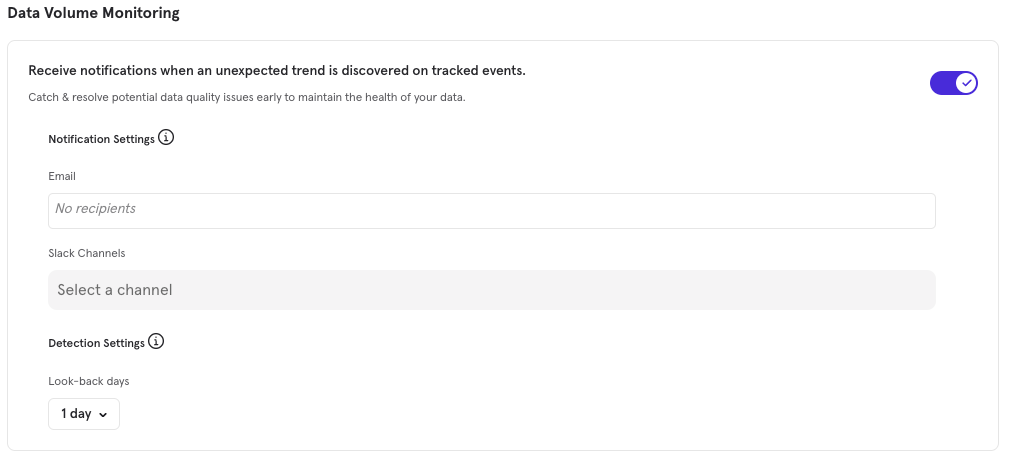 Data Volume Monitoring
Receive notifications when an unexpected trend is discovered on tracked events.
Catch & resolve potential data quality issues early to maintain the health of your data.
Notification Settings
Email
No recipients
Slack Channels
Select a channel
Detection Settings
Look-back days
1 day